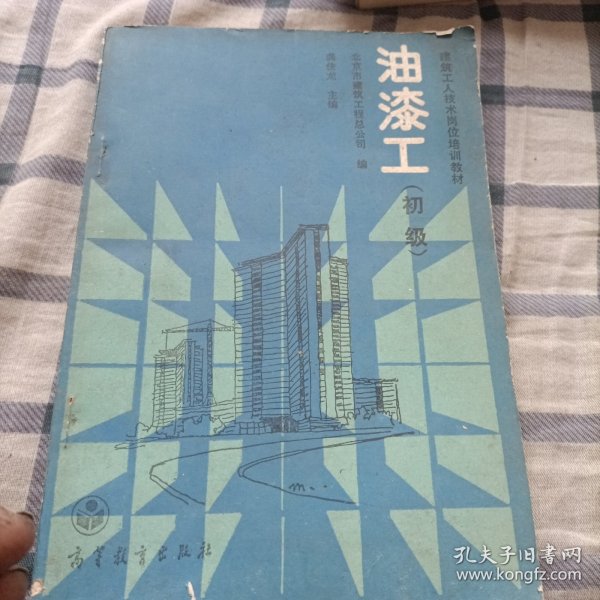 建筑工人技术岗位培训教材
油漆工
(初级)
北京市建筑工程总公司 编
龚佳龙 主编
高等教育出版社
孔夫子旧书网
www.kongfz.com